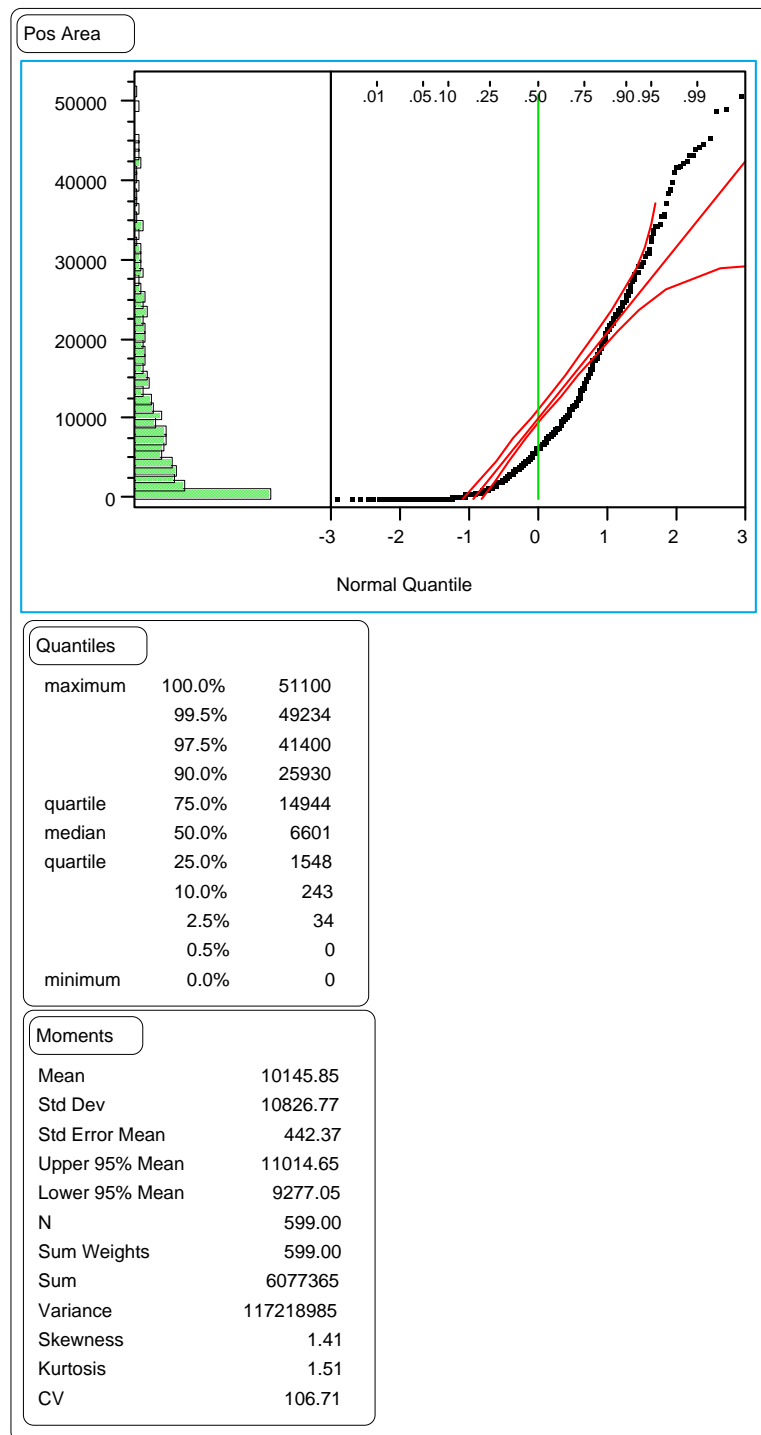 Pos Area
.01 .05 .10 .25 .50 .75 .90 .95 .99
50000
40000
30000
20000
10000
0
-3 -2 -1 0 1 2 3
Normal Quantile
Quantiles
maximum 100.0% 51100
99.5% 49234
97.5% 41400
90.0% 25930
quartile 75.0% 14944
median 50.0% 6601
quartile 25.0% 1548
10.0% 243
2.5% 34
0.5% 0
minimum 0.0% 0
Moments
Mean 10145.85
Std Dev 10826.77
Std Error Mean 442.37
Upper 95% Mean 11014.65
Lower 95% Mean 9277.05
N 599.00
Sum Weights 599.00
Sum 6077365
Variance 117218985
Skewness 1.41
Kurtosis 1.51
CV 106.71